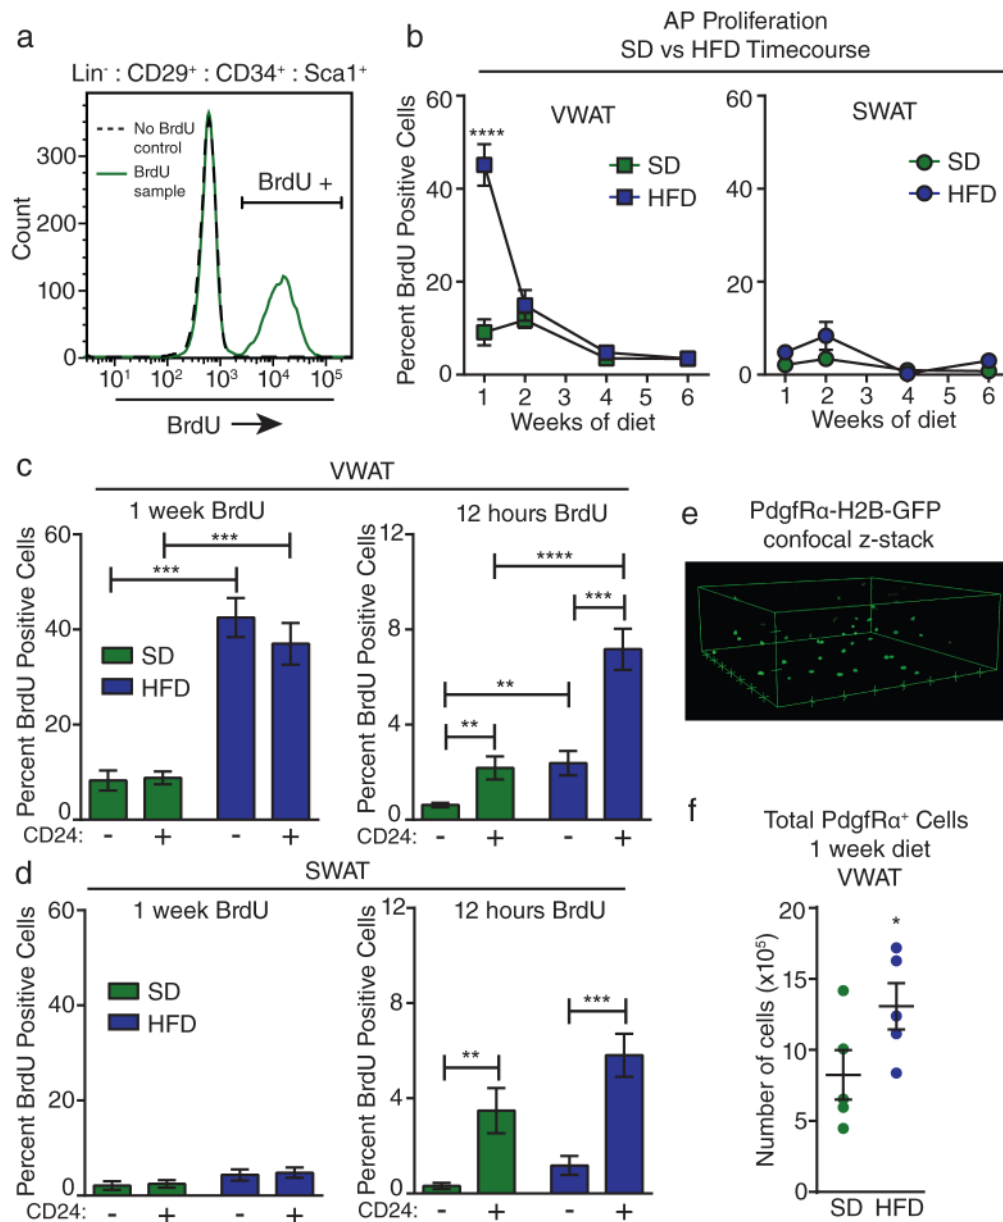 a
Lin⁻ : CD29⁺ : CD34⁺ : Sca1⁺
No BrdU
control
BrdU
sample
BrdU +
Count
300
200
100
0
10¹ 10² 10³ 10⁴ 10⁵
BrdU
b
AP Proliferation
SD vs HFD Timecourse
Percent BrdU Positive Cells
60
40
20
0
VWAT
****
SD
HFD
1 2 3 4 5 6
Weeks of diet
60
40
20
0
SWAT
SD
HFD
1 2 3 4 5 6
Weeks of diet
c
VWAT
1 week BrdU
Percent BrdU Positive Cells
60
40
20
0
***
***
SD
HFD
CD24: - + - +
12 hours BrdU
Percent BrdU Positive Cells
12
8
4
0
****
***
**
**
CD24: - + - +
d
SWAT
1 week BrdU
Percent BrdU Positive Cells
60
40
20
0
SD
HFD
CD24: - + - +
12 hours BrdU
Percent BrdU Positive Cells
12
8
4
0
***
**
CD24: - + - +
e
PdgfRα-H2B-GFP
confocal z-stack
f
Total PdgfRα⁺ Cells
1 week diet
VWAT
Number of cells (x10⁵)
20
15
10
5
0
*
SD HFD